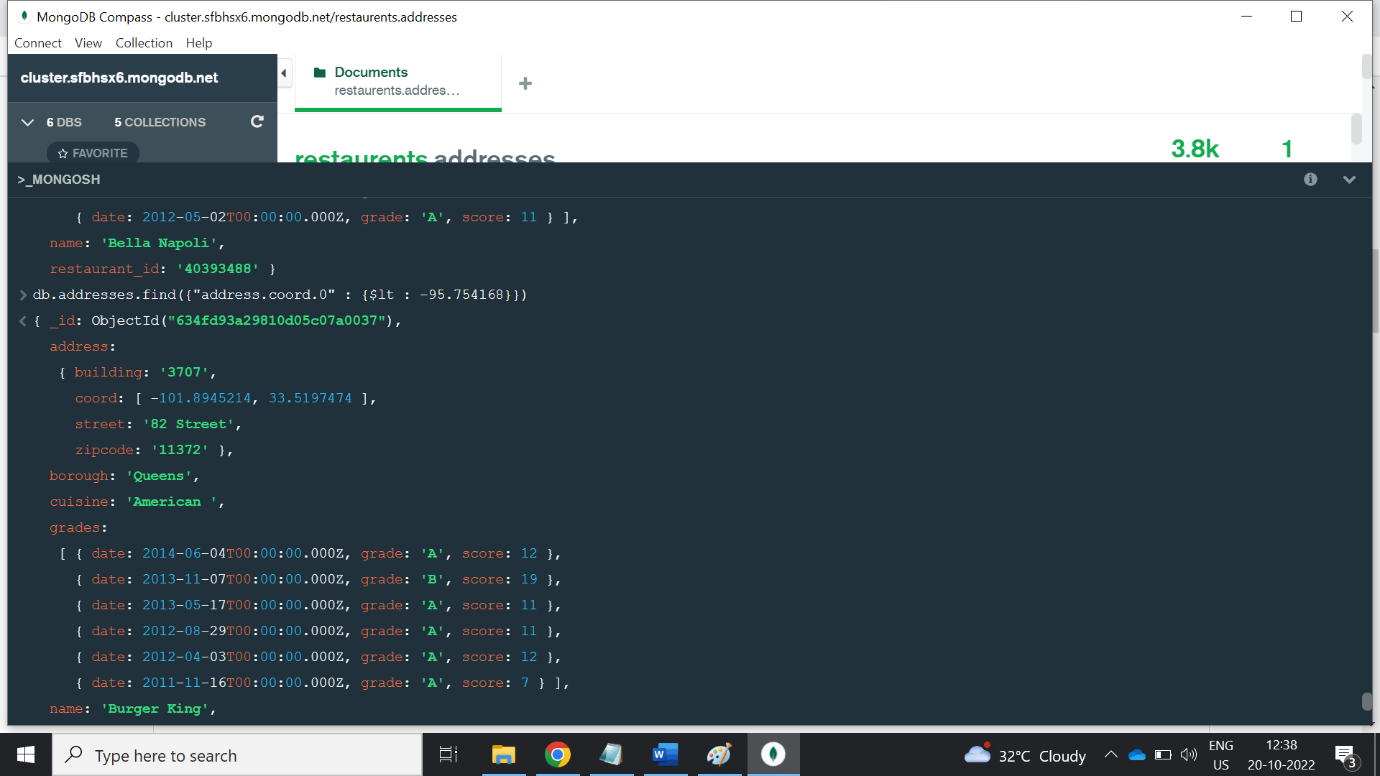 MongoDB Compass - cluster.sfbhsx6.mongodb.net/restaurents.addresses
Connect View Collection Help
cluster.sfbhsx6.mongodb.net
Documents
restaurents.addres...
6 DBS 5 COLLECTIONS
FAVORITE
restaurents.addresses
3.8k 1
>_MONGOSH
{ date: 2012-05-02T00:00:00.000Z, grade: 'A', score: 11 } ],
name: 'Bella Napoli',
restaurant_id: '40393488' }
> db.addresses.find({"address.coord.0" : {$lt : -95.754168}})
< { _id: ObjectId("634fd93a29810d05c07a0037"),
address:
{ building: '3707',
coord: [ -101.8945214, 33.5197474 ],
street: '82 Street',
zipcode: '11372' },
borough: 'Queens',
cuisine: 'American ',
grades:
[ { date: 2014-06-04T00:00:00.000Z, grade: 'A', score: 12 },
{ date: 2013-11-07T00:00:00.000Z, grade: 'B', score: 19 },
{ date: 2013-05-17T00:00:00.000Z, grade: 'A', score: 11 },
{ date: 2012-08-29T00:00:00.000Z, grade: 'A', score: 11 },
{ date: 2012-04-03T00:00:00.000Z, grade: 'A', score: 12 },
{ date: 2011-11-16T00:00:00.000Z, grade: 'A', score: 7 } ],
name: 'Burger King',
Type here to search
32°C Cloudy
ENG
US
12:38
20-10-2022
3